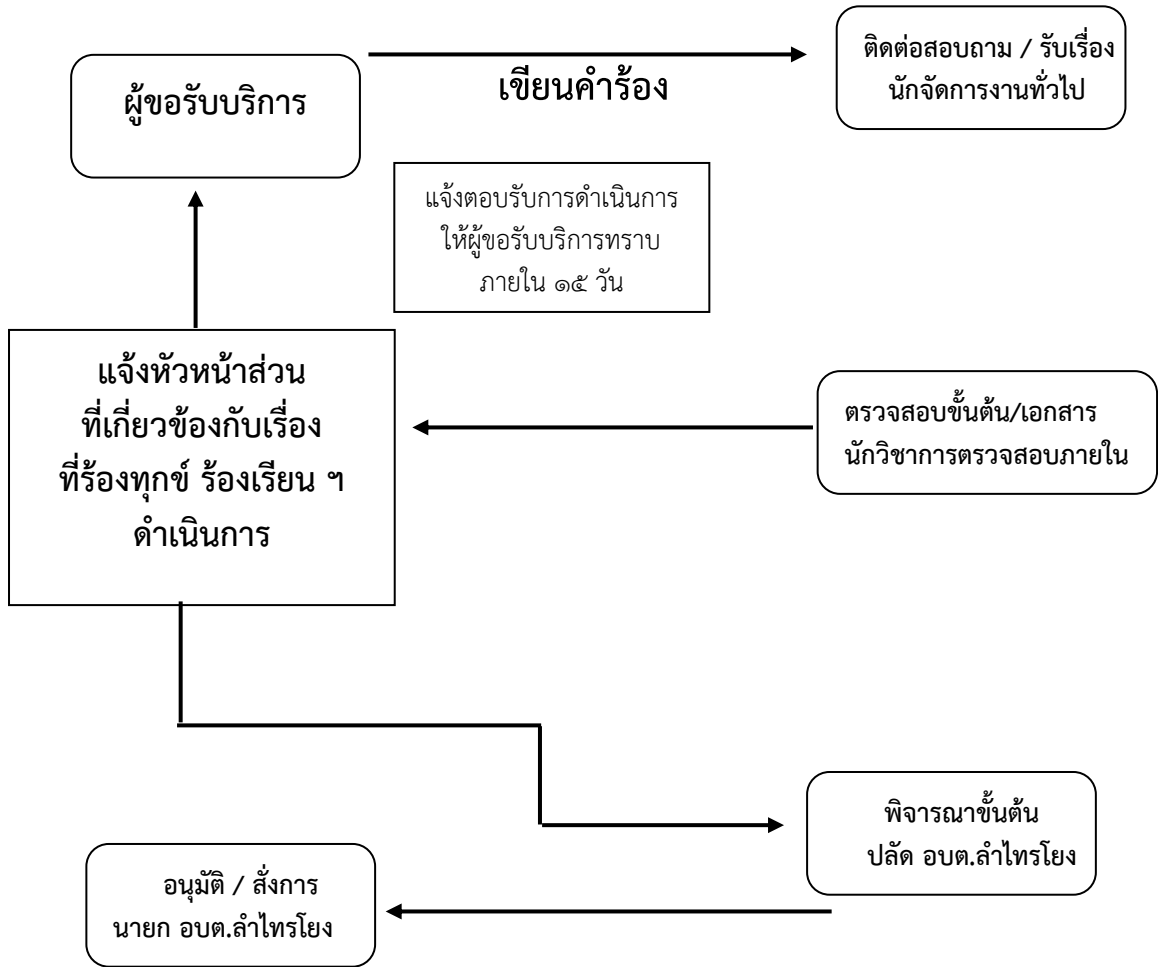 ติดต่อสอบถาม / รับเรื่อง
นักจัดการงานทั่วไป
ผู้ขอรับบริการ
เขียนคำร้อง
แจ้งตอบรับการดำเนินการ
ให้ผู้ขอรับบริการทราบ
ภายใน ๑๕ วัน
แจ้งหัวหน้าส่วน
ที่เกี่ยวข้องกับเรื่อง
ที่ร้องทุกข์ ร้องเรียน ฯ
ดำเนินการ
ตรวจสอบขั้นต้น/เอกสาร
นักวิชาการตรวจสอบภายใน
พิจารณาขั้นต้น
ปลัด อบต.ลำไทรโยง
อนุมัติ / สั่งการ
นายก อบต.ลำไทรโยง